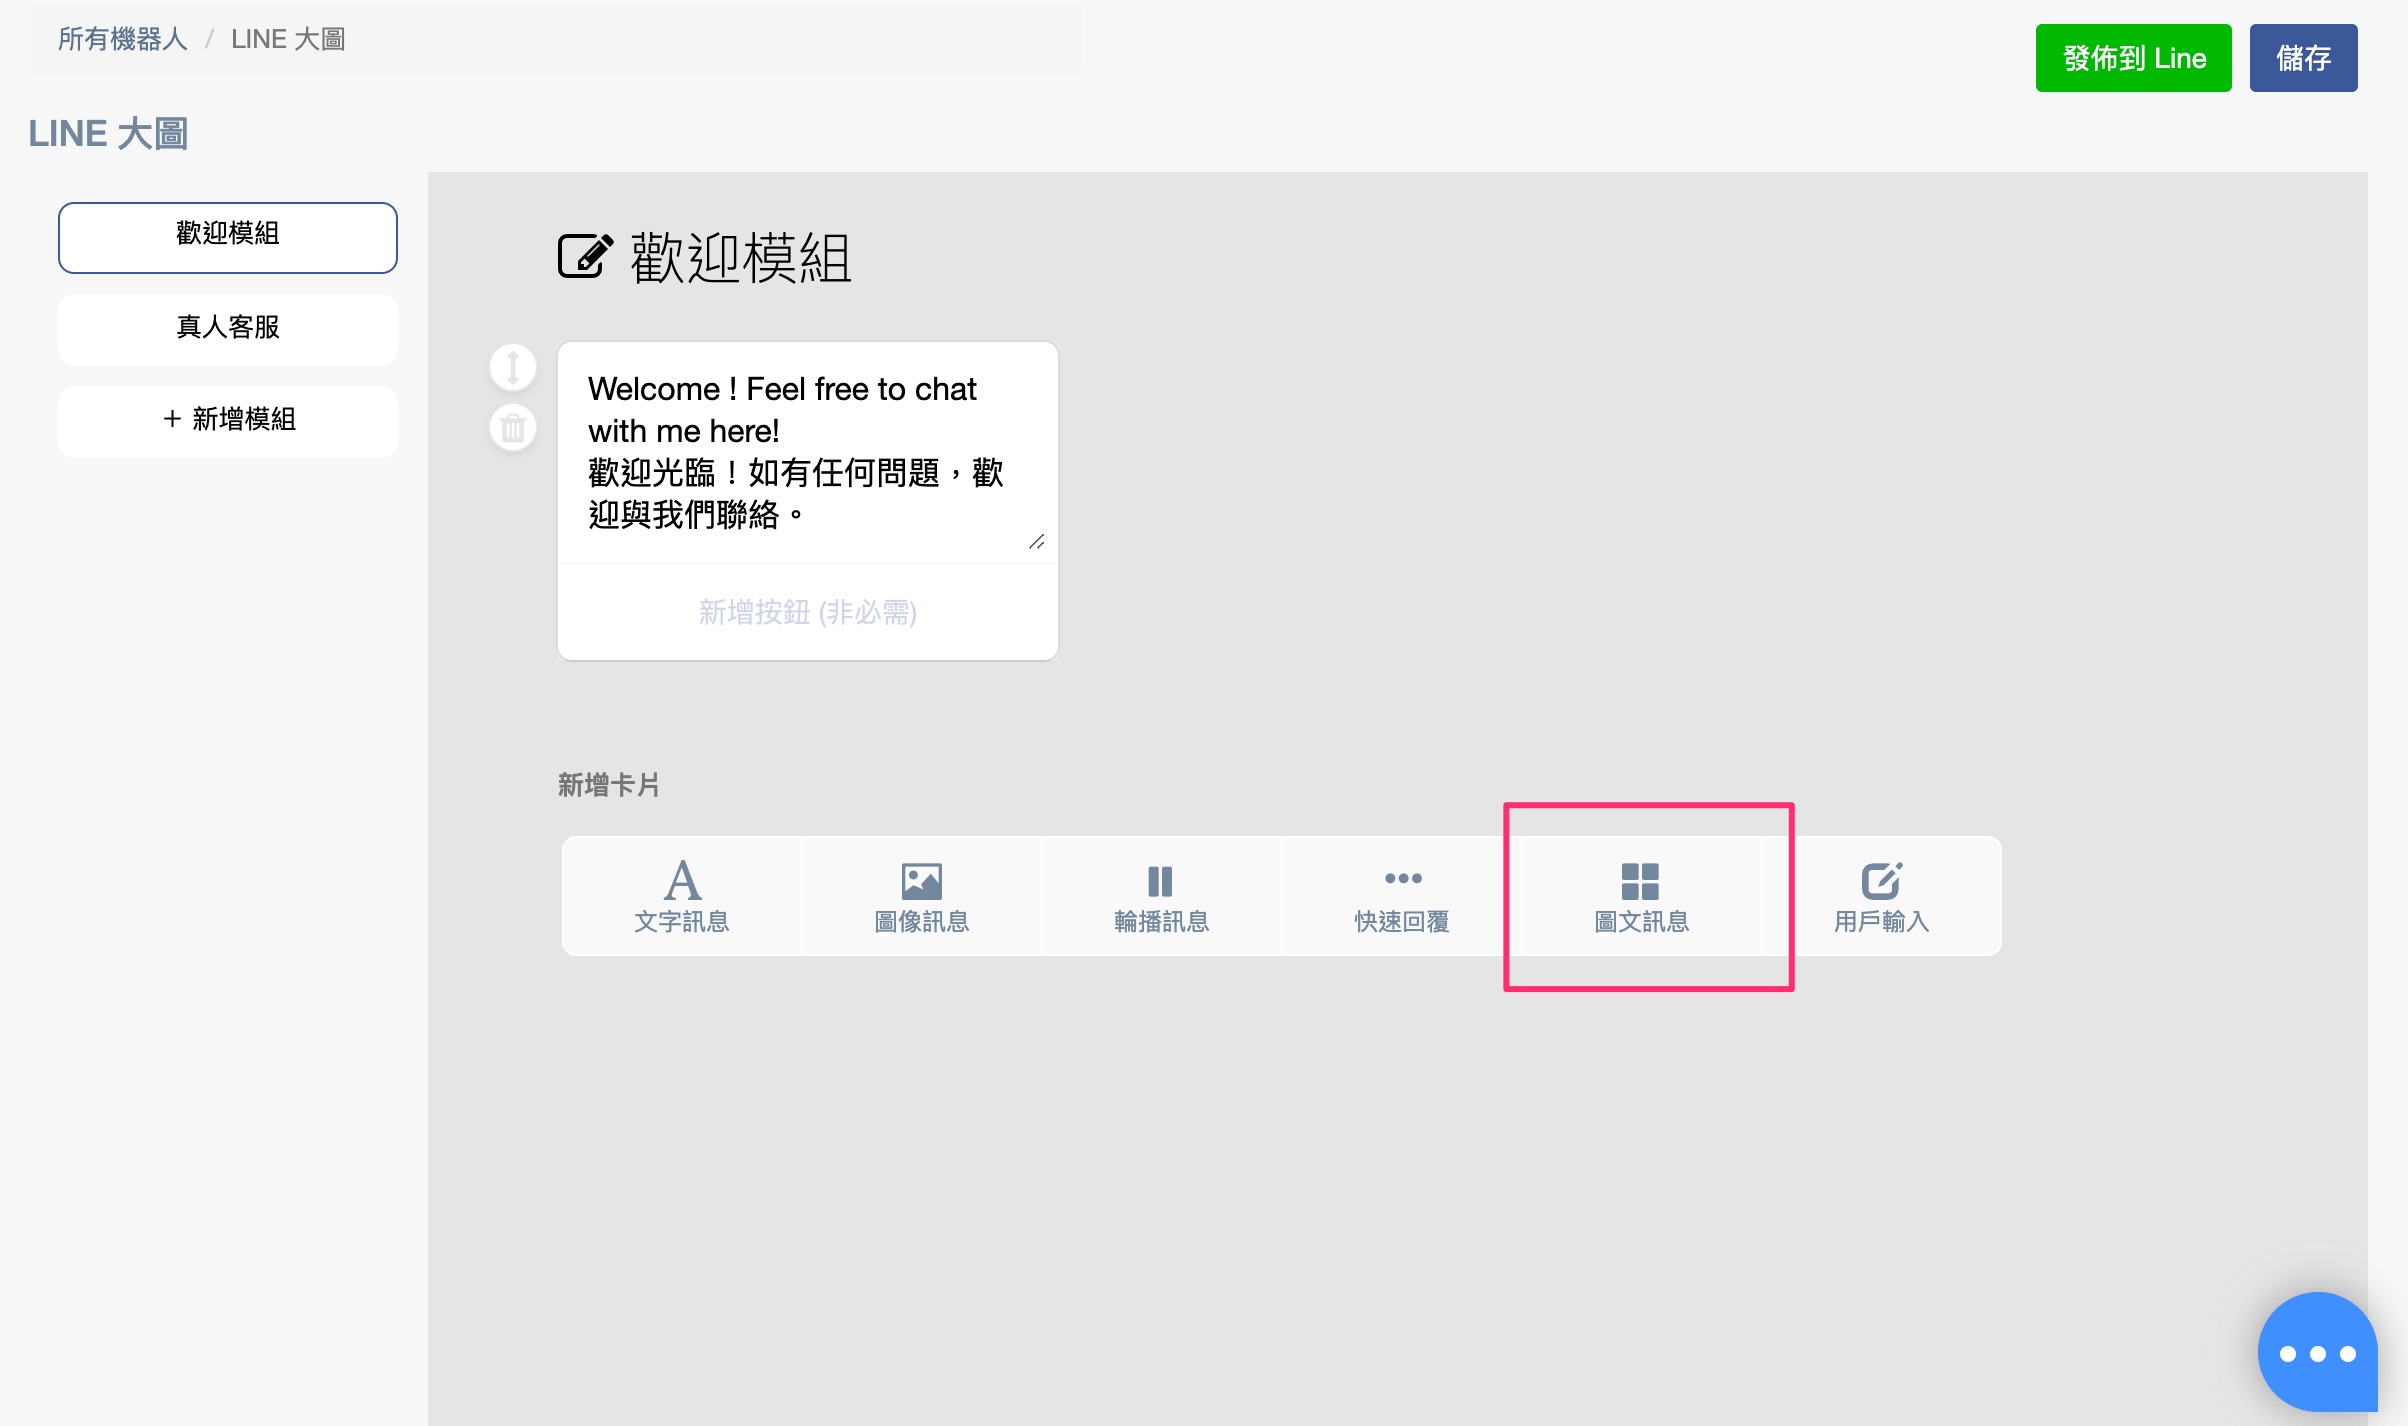 所有機器人 / LINE 大圖
發佈到 Line
儲存
LINE 大圖
歡迎模組
真人客服
+ 新增模組
歡迎模組
Welcome ! Feel free to chat
with me here!
歡迎光臨！如有任何問題，歡
迎與我們聯絡。
新增按鈕 (非必需)
新增卡片
文字訊息
圖像訊息
輪播訊息
快速回覆
圖文訊息
用戶輸入